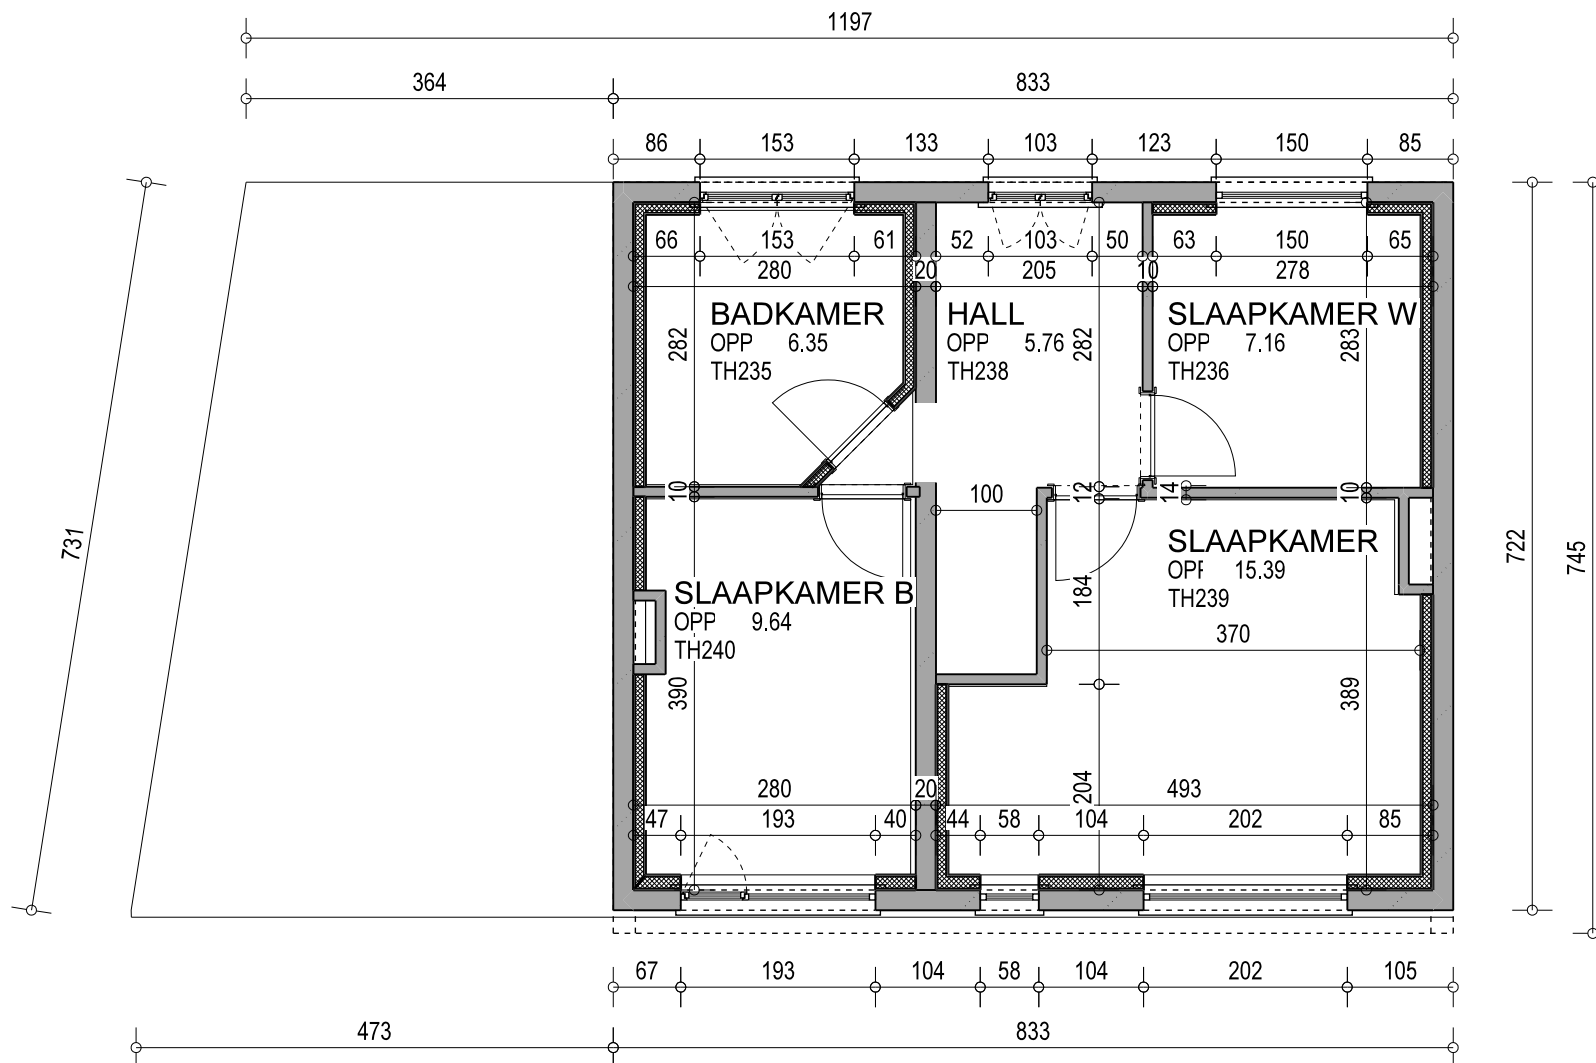 1197
364 833
86 153 133 103 123 150 85
66 153 61 52 103 50 63 150 65
280 20 205 10 278
BADKAMER
OPP 6.35
TH235
282
HALL
OPP 5.76
TH238
282
SLAAPKAMER W
OPP 7.16
TH236
283
731
10
100
12
14
10
722
745
SLAAPKAMER
OPP 15.39
TH239
184
370
SLAAPKAMER B
OPP 9.64
TH240
390
389
204
280 20 493
47 193 40 44 58 104 202 85
67 193 104 58 104 202 105
473 833